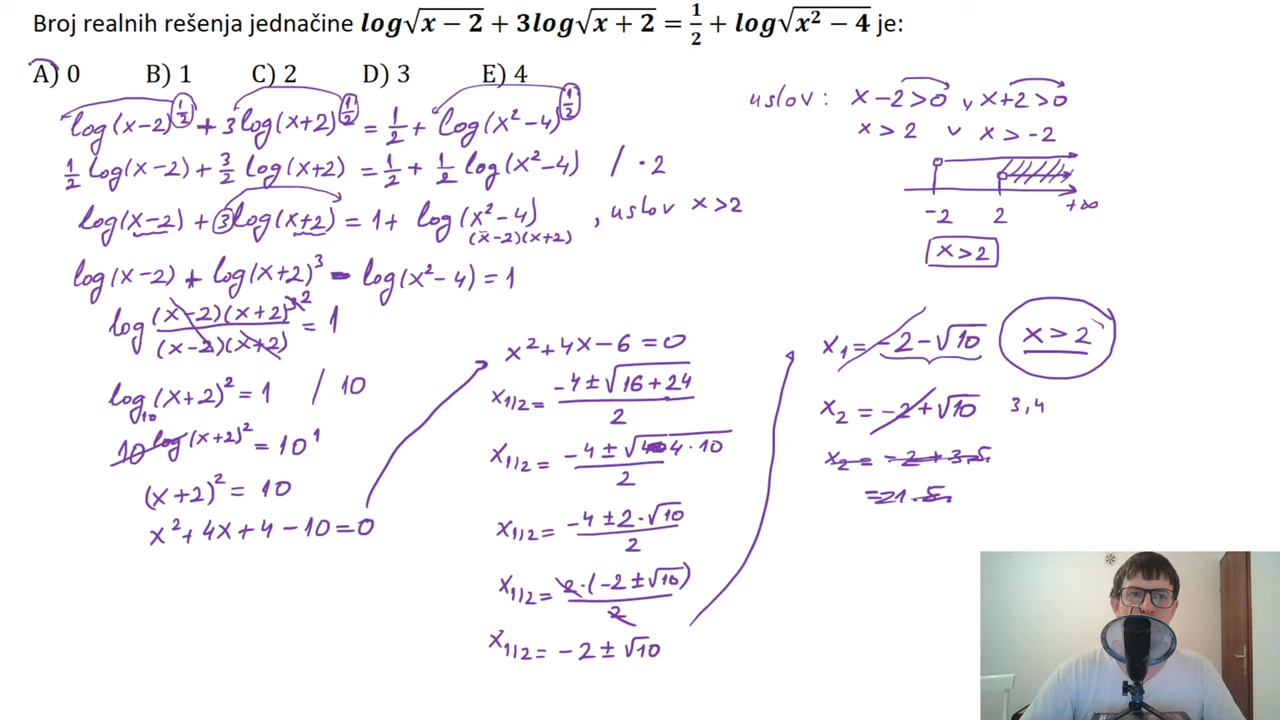 Broj realnih rešenja jednačine log√(x − 2) + 3log√(x + 2) = 1/2 + log√(x² − 4) je:
A) 0 B) 1 C) 2 D) 3 E) 4
log(x−2)^(1/2) + 3log(x+2)^(1/2) = 1/2 + log(x²−4)^(1/2)
1/2 log(x−2) + 3/2 log(x+2) = 1/2 + 1/2 log(x²−4) / · 2
log(x−2) + 3log(x+2) = 1 + log(x²−4) , uslov x>2
(x−2)(x+2)
log(x−2) + log(x+2)³ − log(x²−4) = 1
log (x−2)(x+2)³ ² / (x−2)(x+2) = 1
log₁₀(x+2)² = 1 / 10
10^(log(x+2)²) = 10¹
(x+2)² = 10
x² + 4x + 4 − 10 = 0
x² + 4x − 6 = 0
x1/2 = (−4 ± √(16+24)) / 2
x1/2 = (−4 ± √(4·10)) / 2
x1/2 = (−4 ± 2·√10) / 2
x1/2 = 2·(−2 ± √10) / 2
x1/2 = −2 ± √10
uslov : x−2>0 ∨ x+2>0
x>2 ∨ x>−2
−2 2 +∞
x>2
x₁ = −2−√10
x>2
x₂ = −2+√10 3,4
x₂ = −2+3.5.
=21.5.